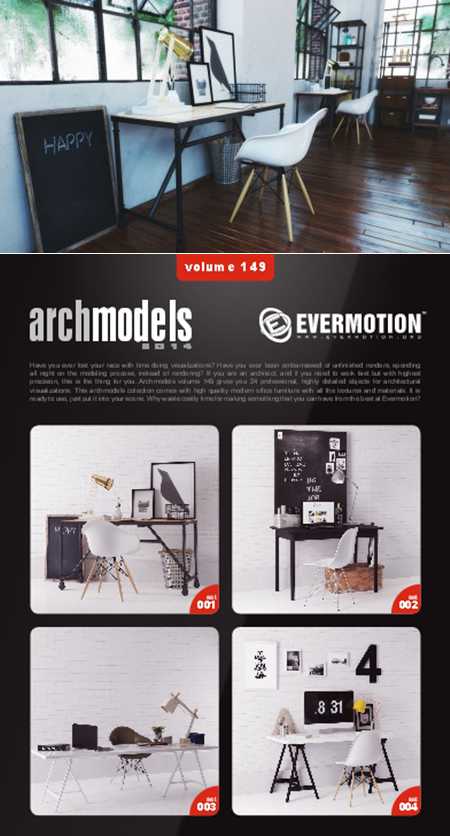 HAPPY
volume 149
archmodels
2014
EVERMOTION™
WWW.EVERMOTION.ORG
Have you ever lost your race with time doing visualizations? Have you ever been embarrassed of unfinished renders, spending
all night on the modeling process, instead of rendering? If you are an architect, and if you need to work fast but with highest
precision, this is the thing for you. Archmodels volume 149 gives you 24 professional, highly detailed objects for architectural
visualizations. This archmodels collection comes with high quality modern office furniture with all the textures and materials. It is
ready to use, just put it into your scene. Why waste costly time for making something that you can have from the best at Evermotion?
001
002
8 31
4
003
004